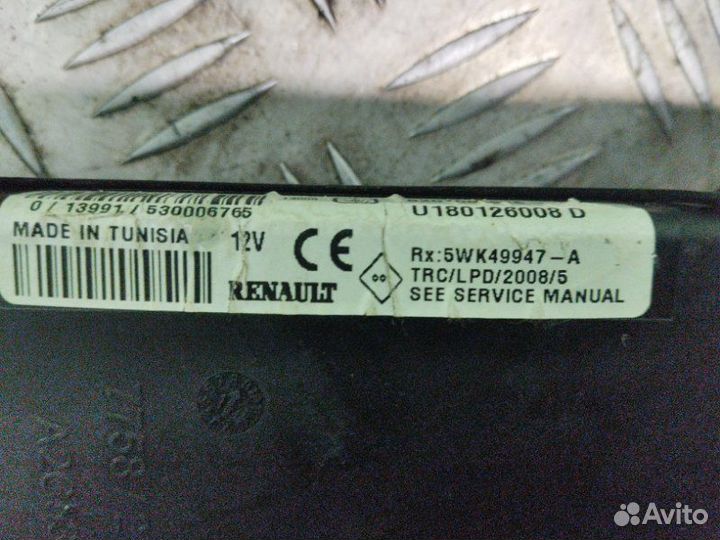 0 / 13991 / 530006765
U180126008 D
MADE IN TUNISIA
12V
CE
RENAULT
Rx:5WK49947-A
TRC/LPD/2008/5
SEE SERVICE MANUAL
7768
Avito